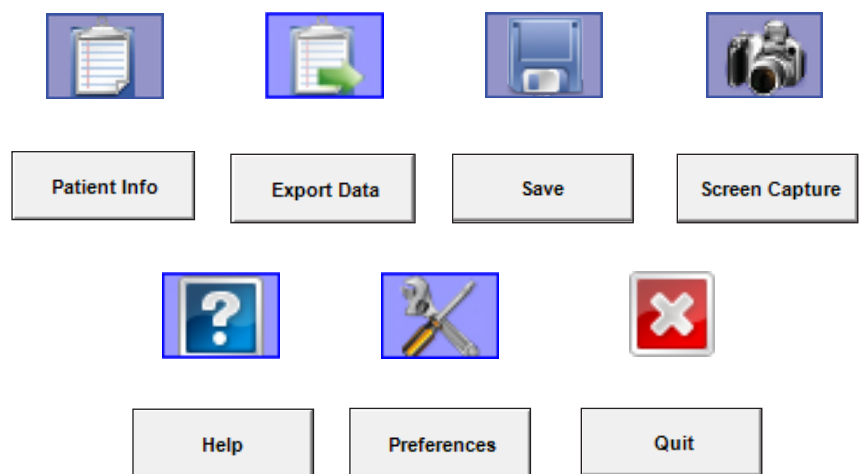 Patient Info
Export Data
Save
Screen Capture
?
Help
Preferences
Quit